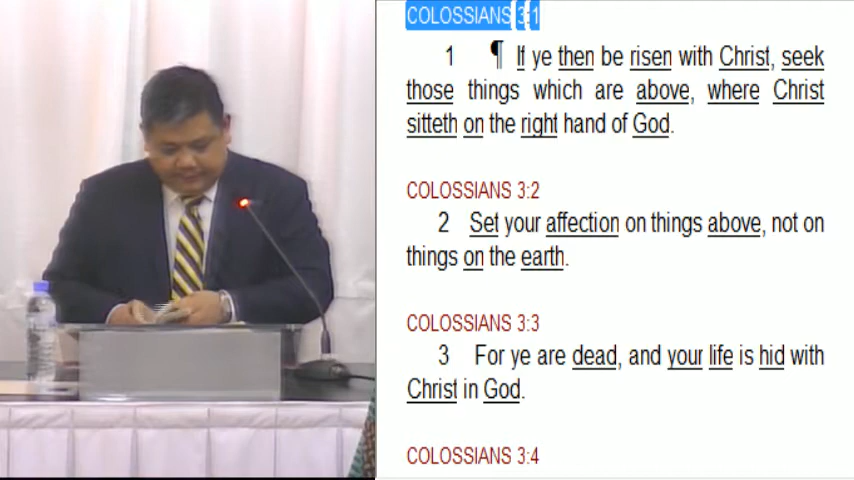 COLOSSIANS 3:1
1 ¶ If ye then be risen with Christ, seek
those things which are above, where Christ
sitteth on the right hand of God.
COLOSSIANS 3:2
2 Set your affection on things above, not on
things on the earth.
COLOSSIANS 3:3
3 For ye are dead, and your life is hid with
Christ in God.
COLOSSIANS 3:4